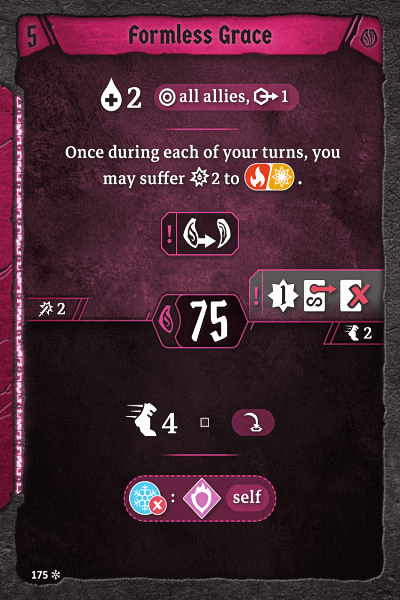 5
Formless Grace
2 all allies, 1
Once during each of your turns, you
may suffer 2 to .
!
! 1 S
2
75
2
4
: self
175